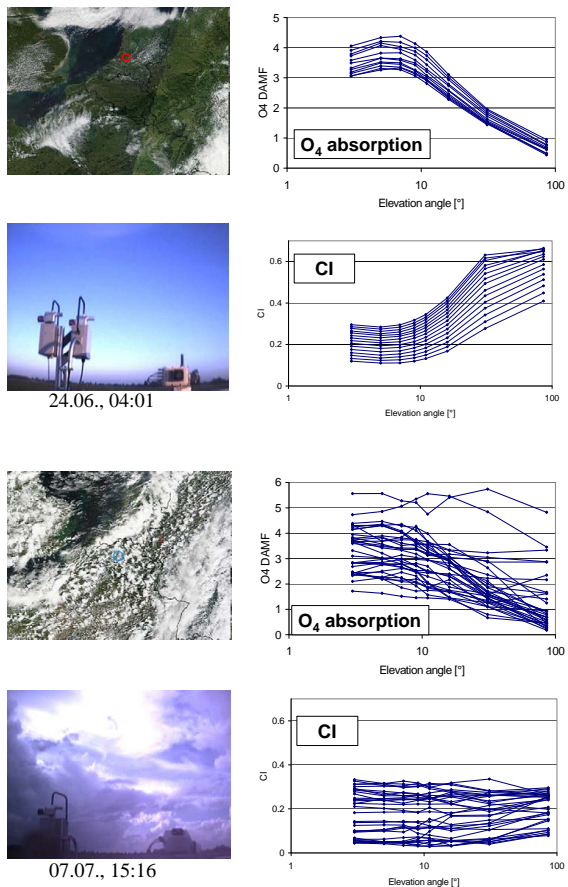 5
4
3
2
1
0
O4 DAMF
O₄ absorption
1
10
100
Elevation angle [°]
0.6
0.4
0.2
0
CI
CI
1
10
100
Elevation angle [°]
24.06., 04:01
6
5
4
3
2
1
0
O4 DAMF
O₄ absorption
1
10
100
Elevation angle [°]
0.6
0.4
0.2
0
CI
CI
1
10
100
Elevation angle [°]
07.07., 15:16